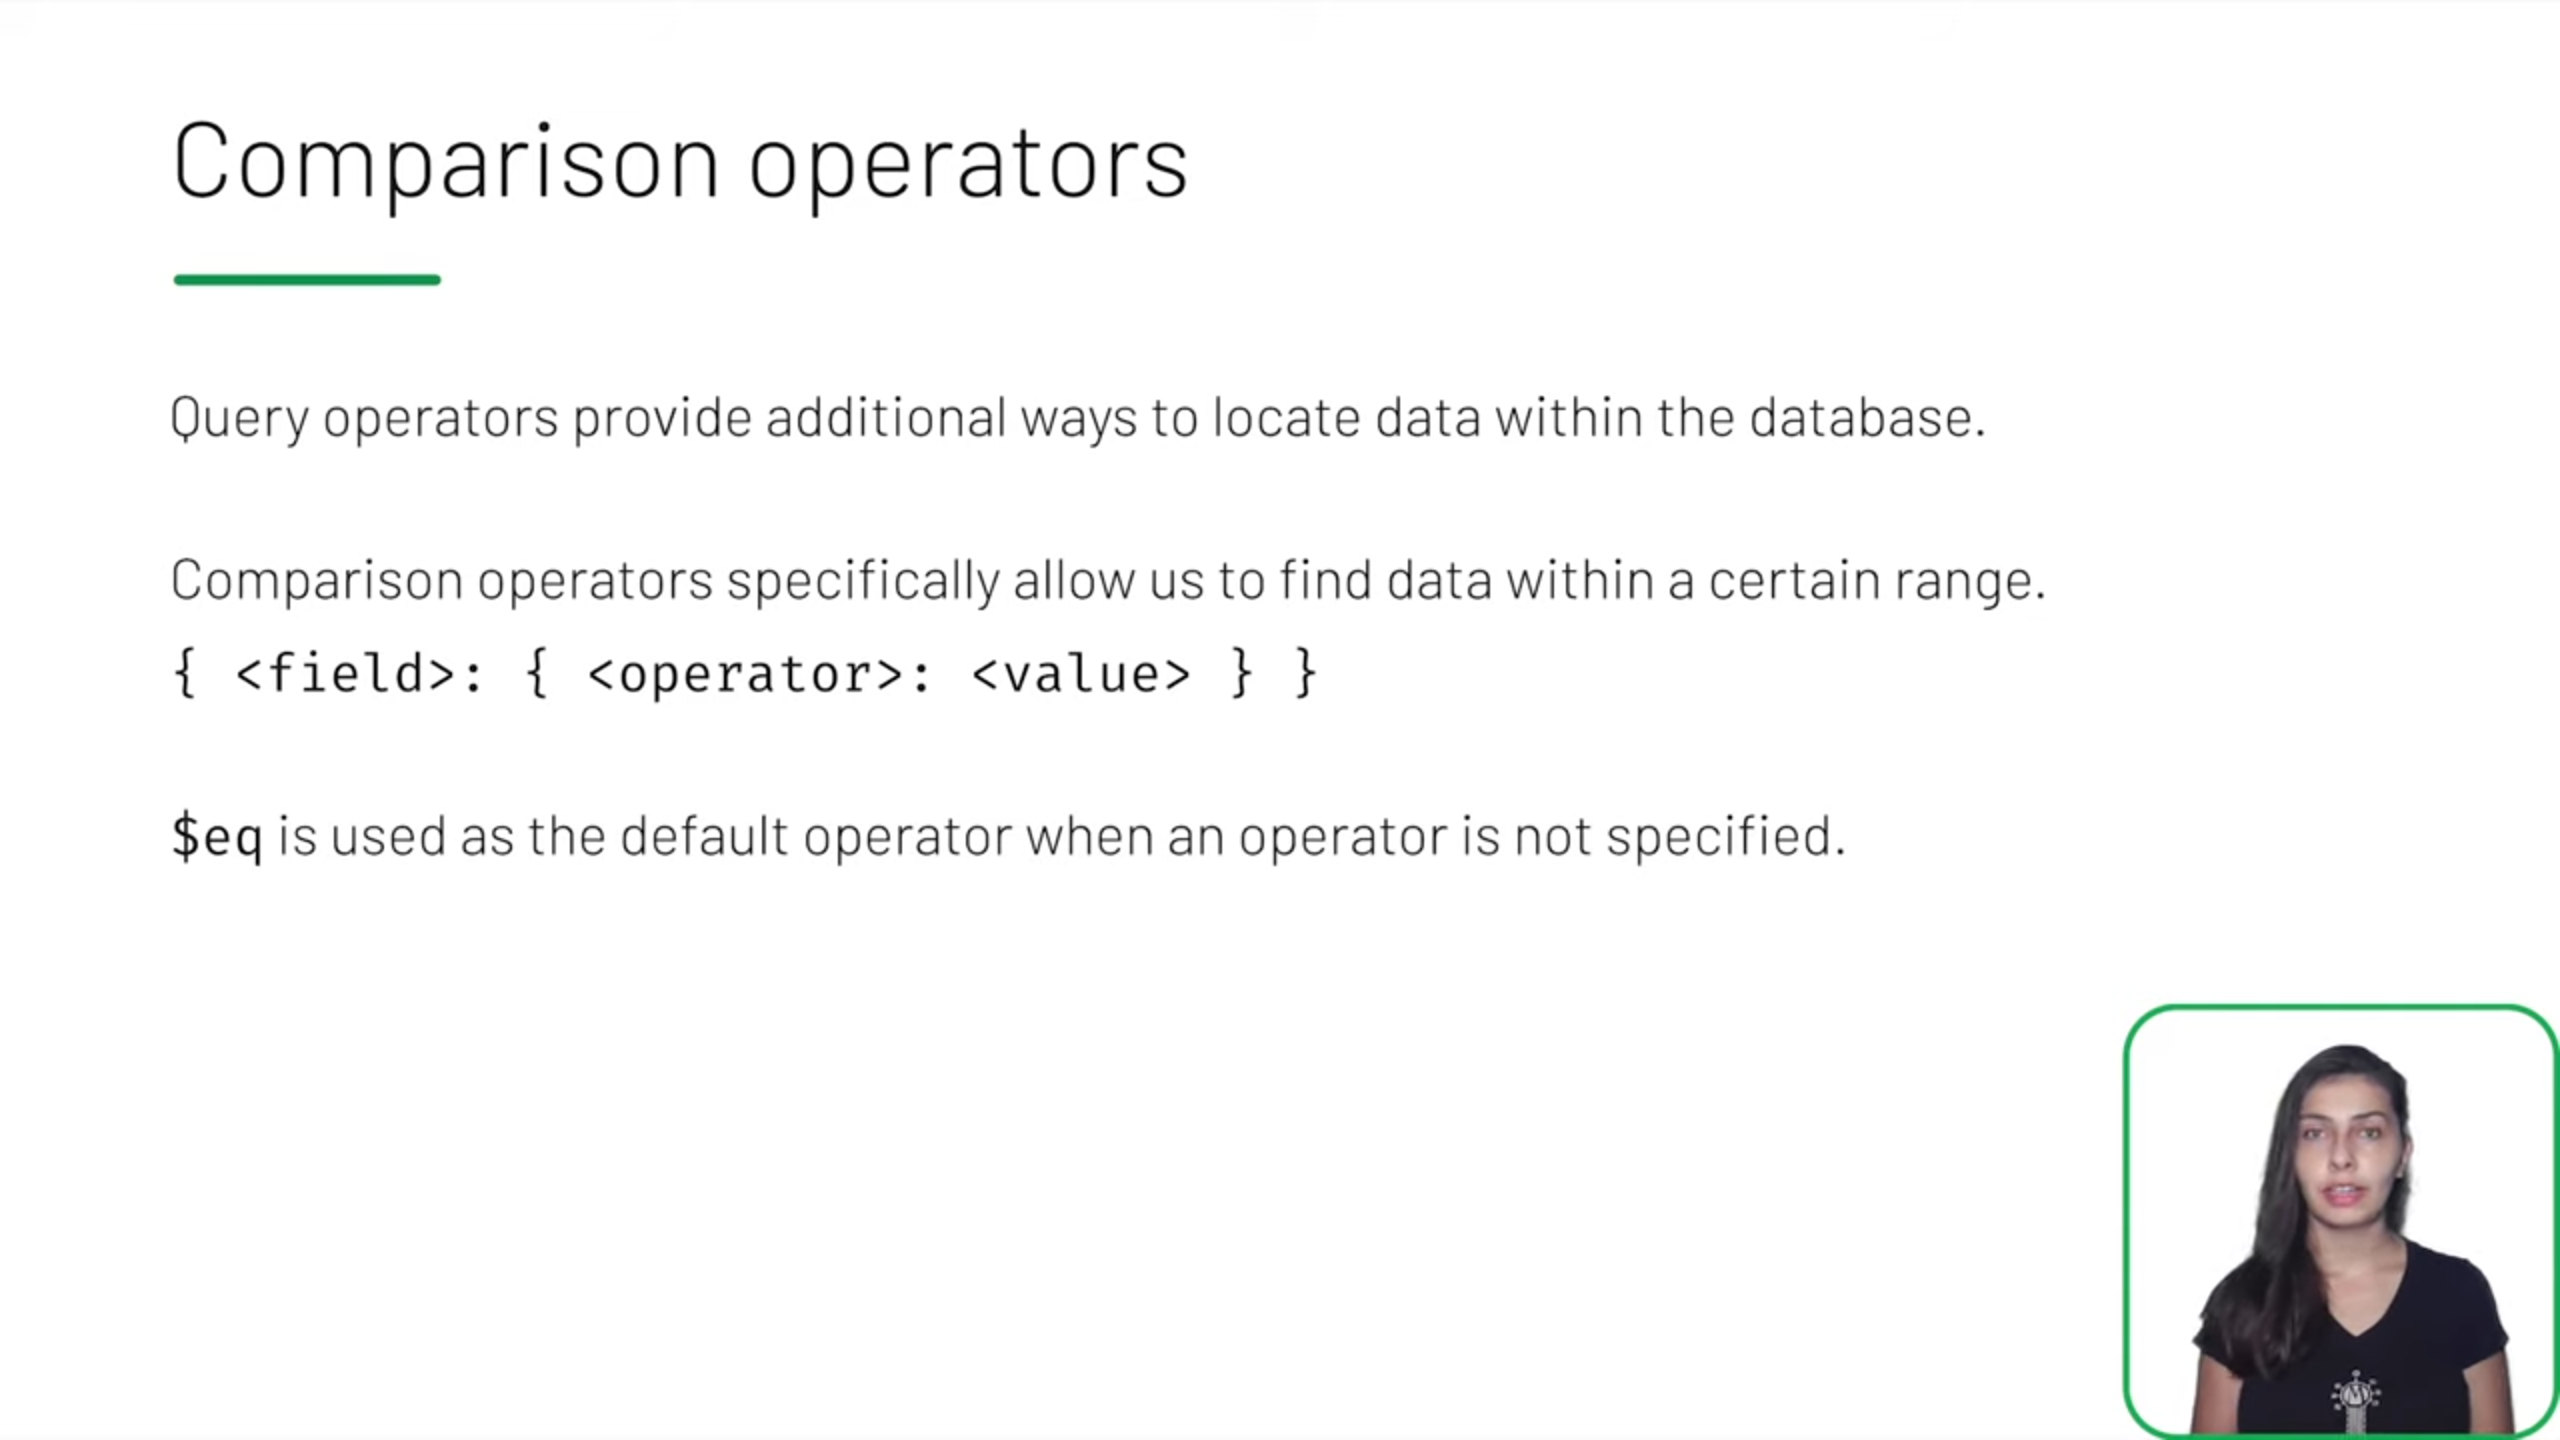 Comparison operators
Query operators provide additional ways to locate data within the database.
Comparison operators specifically allow us to find data within a certain range.
{ <field>: { <operator>: <value> } }
$eq is used as the default operator when an operator is not specified.